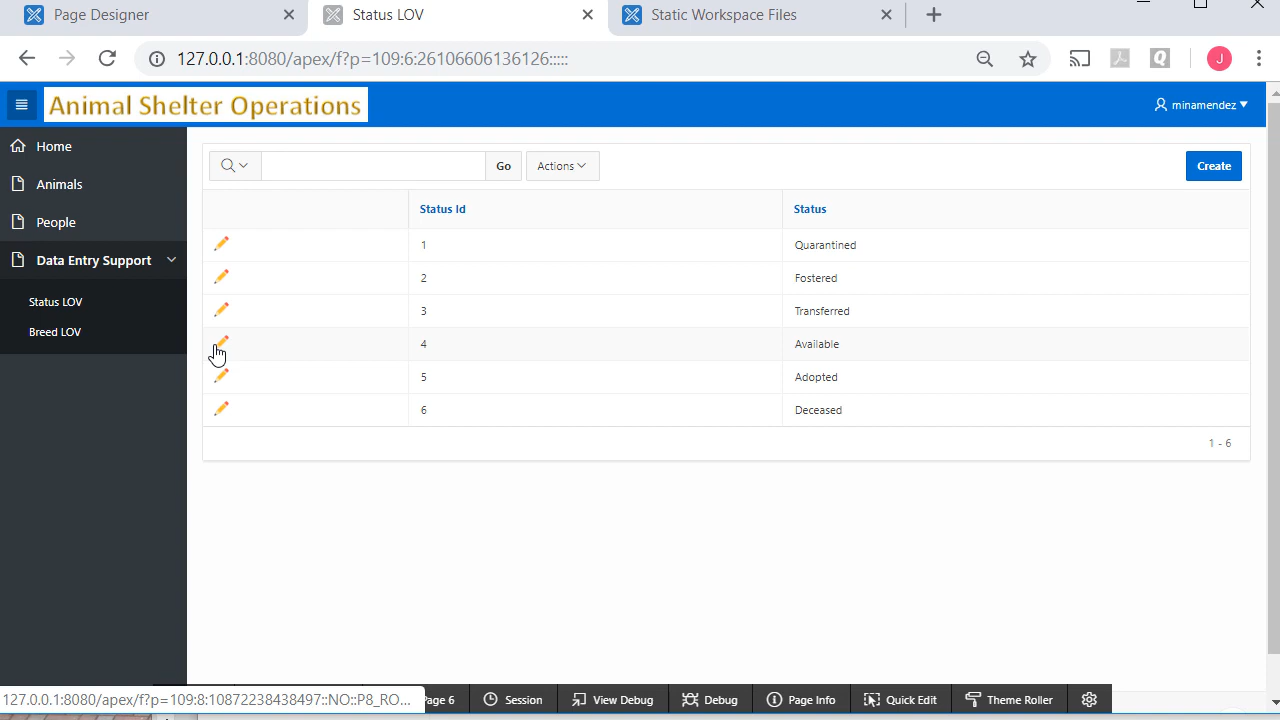 Page Designer
Status LOV
Static Workspace Files
127.0.0.1:8080/apex/f?p=109:6:26106606136126:::::
J
Animal Shelter Operations
minamendez
Home
Animals
People
Data Entry Support
Status LOV
Breed LOV
Go
Actions
Create
Status Id
Status
1
Quarantined
2
Fostered
3
Transferred
4
Available
5
Adopted
6
Deceased
1 - 6
127.0.0.1:8080/apex/f?p=109:8:10872238438497::NO::P8_RO...
Page 6
Session
View Debug
Debug
Page Info
Quick Edit
Theme Roller